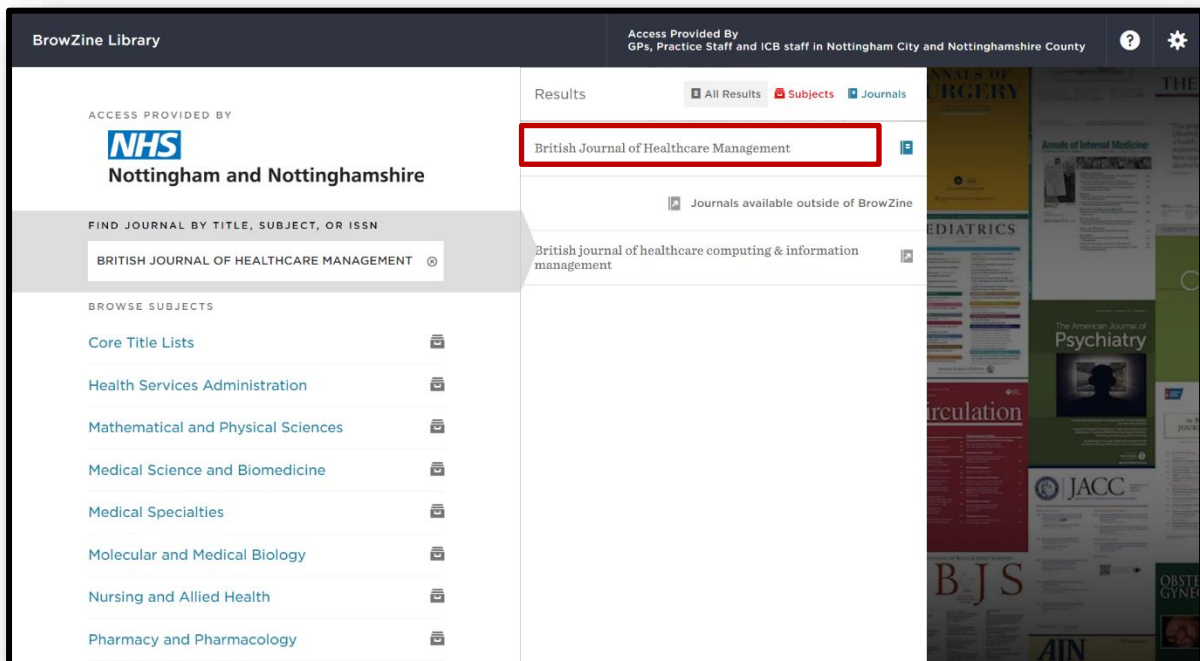 BrowZine Library
Access Provided By
GPs, Practice Staff and ICB staff in Nottingham City and Nottinghamshire County
?
ACCESS PROVIDED BY
NHS
Nottingham and Nottinghamshire
FIND JOURNAL BY TITLE, SUBJECT, OR ISSN
BRITISH JOURNAL OF HEALTHCARE MANAGEMENT
BROWSE SUBJECTS
Core Title Lists
Health Services Administration
Mathematical and Physical Sciences
Medical Science and Biomedicine
Medical Specialties
Molecular and Medical Biology
Nursing and Allied Health
Pharmacy and Pharmacology
Results
All Results Subjects Journals
British Journal of Healthcare Management
Journals available outside of BrowZine
British journal of healthcare computing & information
management
THE
Annals of Internal Medicine
The American Journal of
Psychiatry
JACC
BJS
AJN